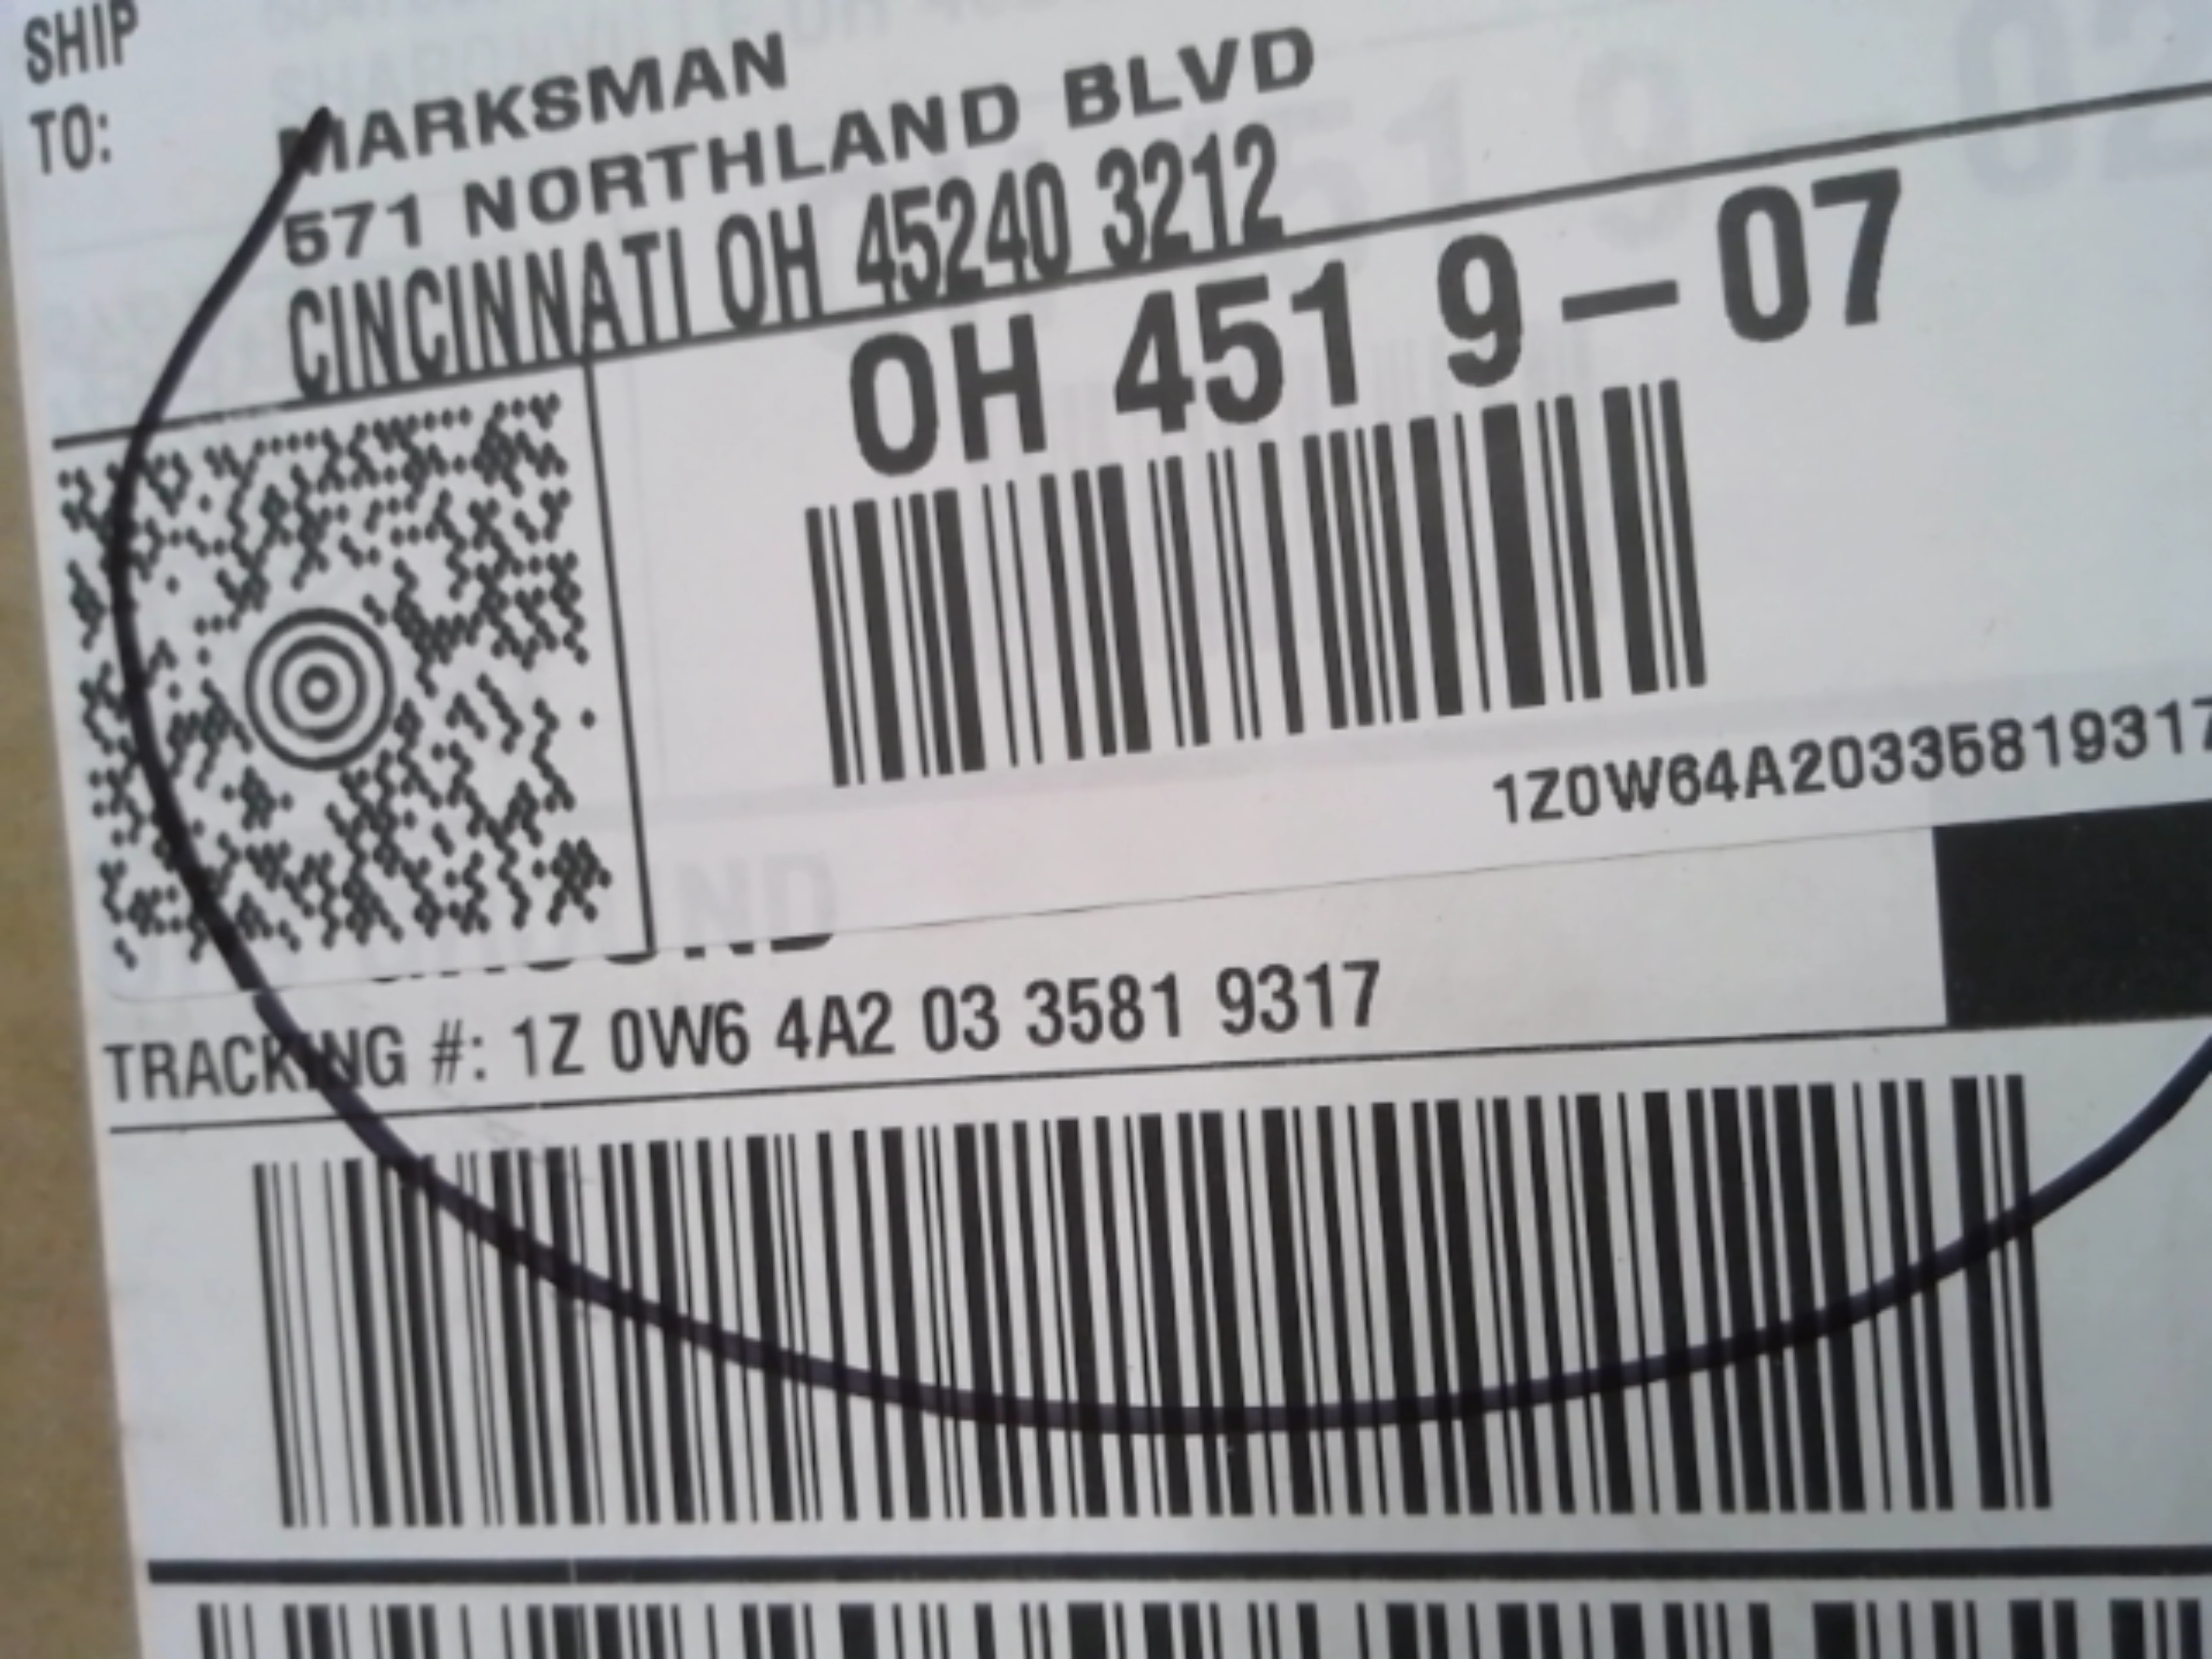 SHIP
TO:
MARKSMAN
571 NORTHLAND BLVD
CINCINNATI OH 45240 3212
OH 451 9-07
1Z0W64A20335819317
TRACKING #: 1Z 0W6 4A2 03 3581 9317